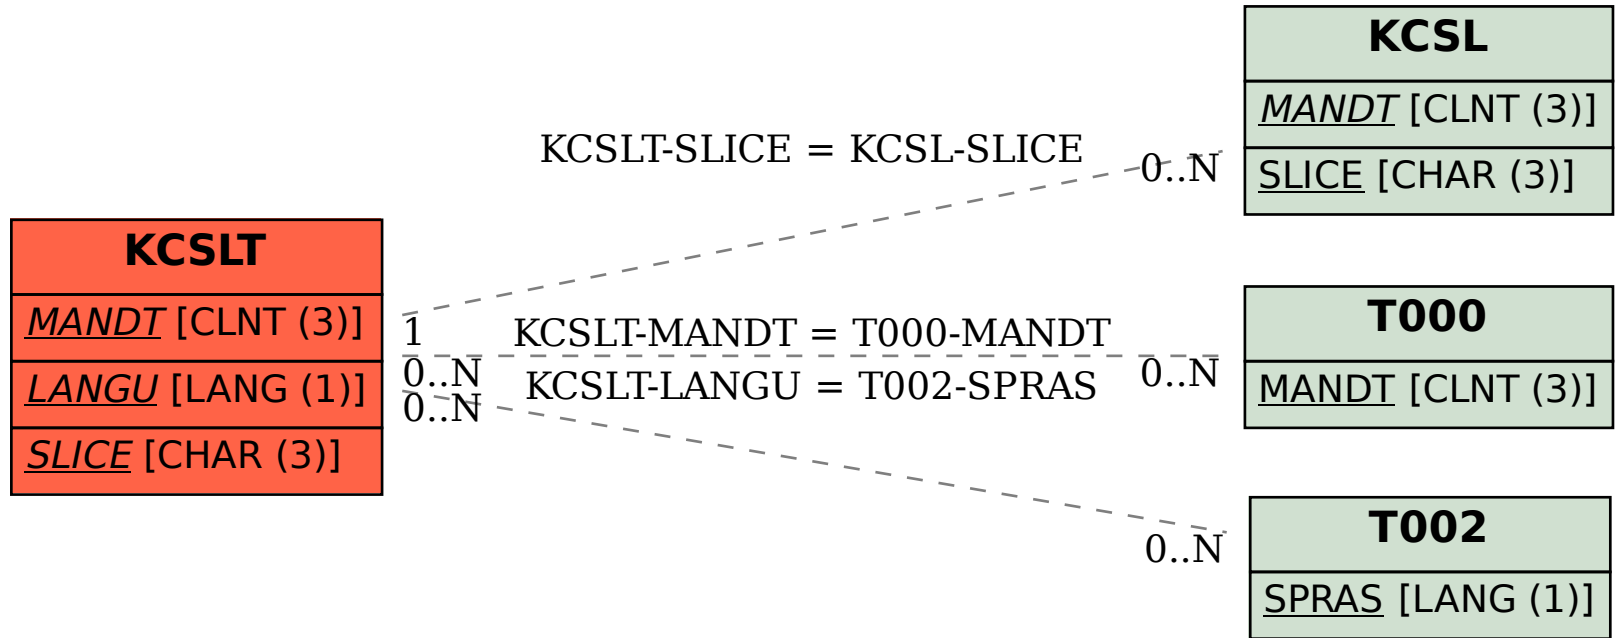 KCSL
MANDT [CLNT (3)]
SLICE [CHAR (3)]
KCSLT-SLICE = KCSL-SLICE
0..N
KCSLT
MANDT [CLNT (3)]
LANGU [LANG (1)]
SLICE [CHAR (3)]
1
KCSLT-MANDT = T000-MANDT
0..N
0..N
KCSLT-LANGU = T002-SPRAS
0..N
T000
MANDT [CLNT (3)]
0..N
T002
SPRAS [LANG (1)]